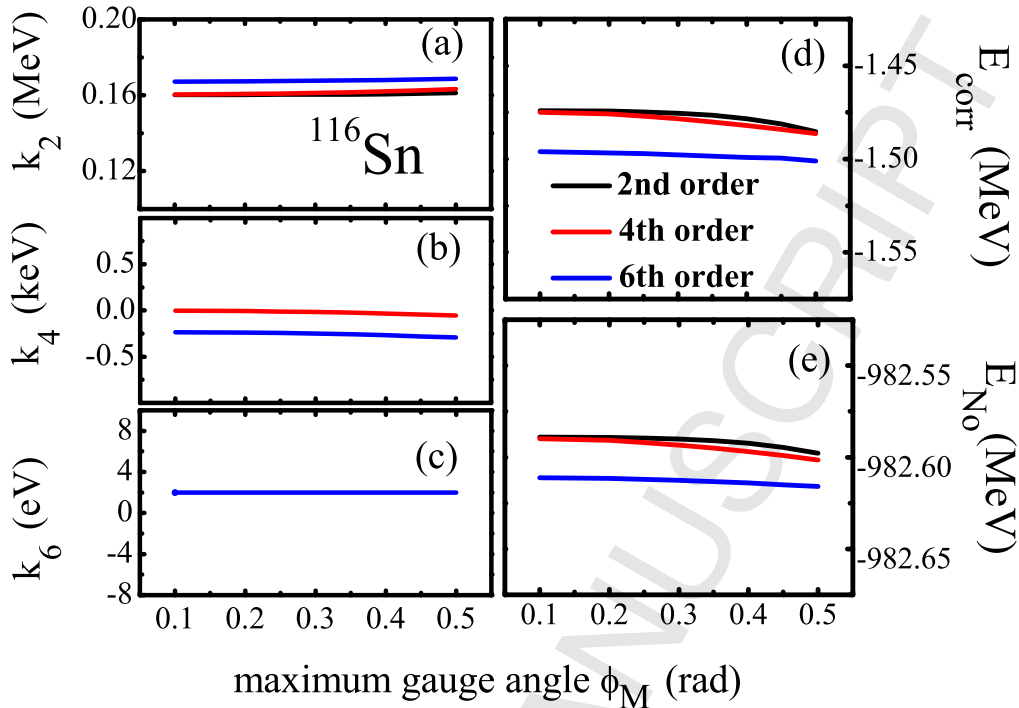 0.20
0.16
0.12
k2 (MeV)
(a)
116Sn
0.5
0.0
-0.5
k4 (keV)
(b)
8
4
0
-4
-8
k6 (eV)
(c)
0.1 0.2 0.3 0.4 0.5
(d)
-1.45
-1.50
-1.55
Ecorr (MeV)
2nd order
4th order
6th order
(e)
-982.55
-982.60
-982.65
ENo (MeV)
0.1 0.2 0.3 0.4 0.5
maximum gauge angle ϕM (rad)
ANUSCRIPT